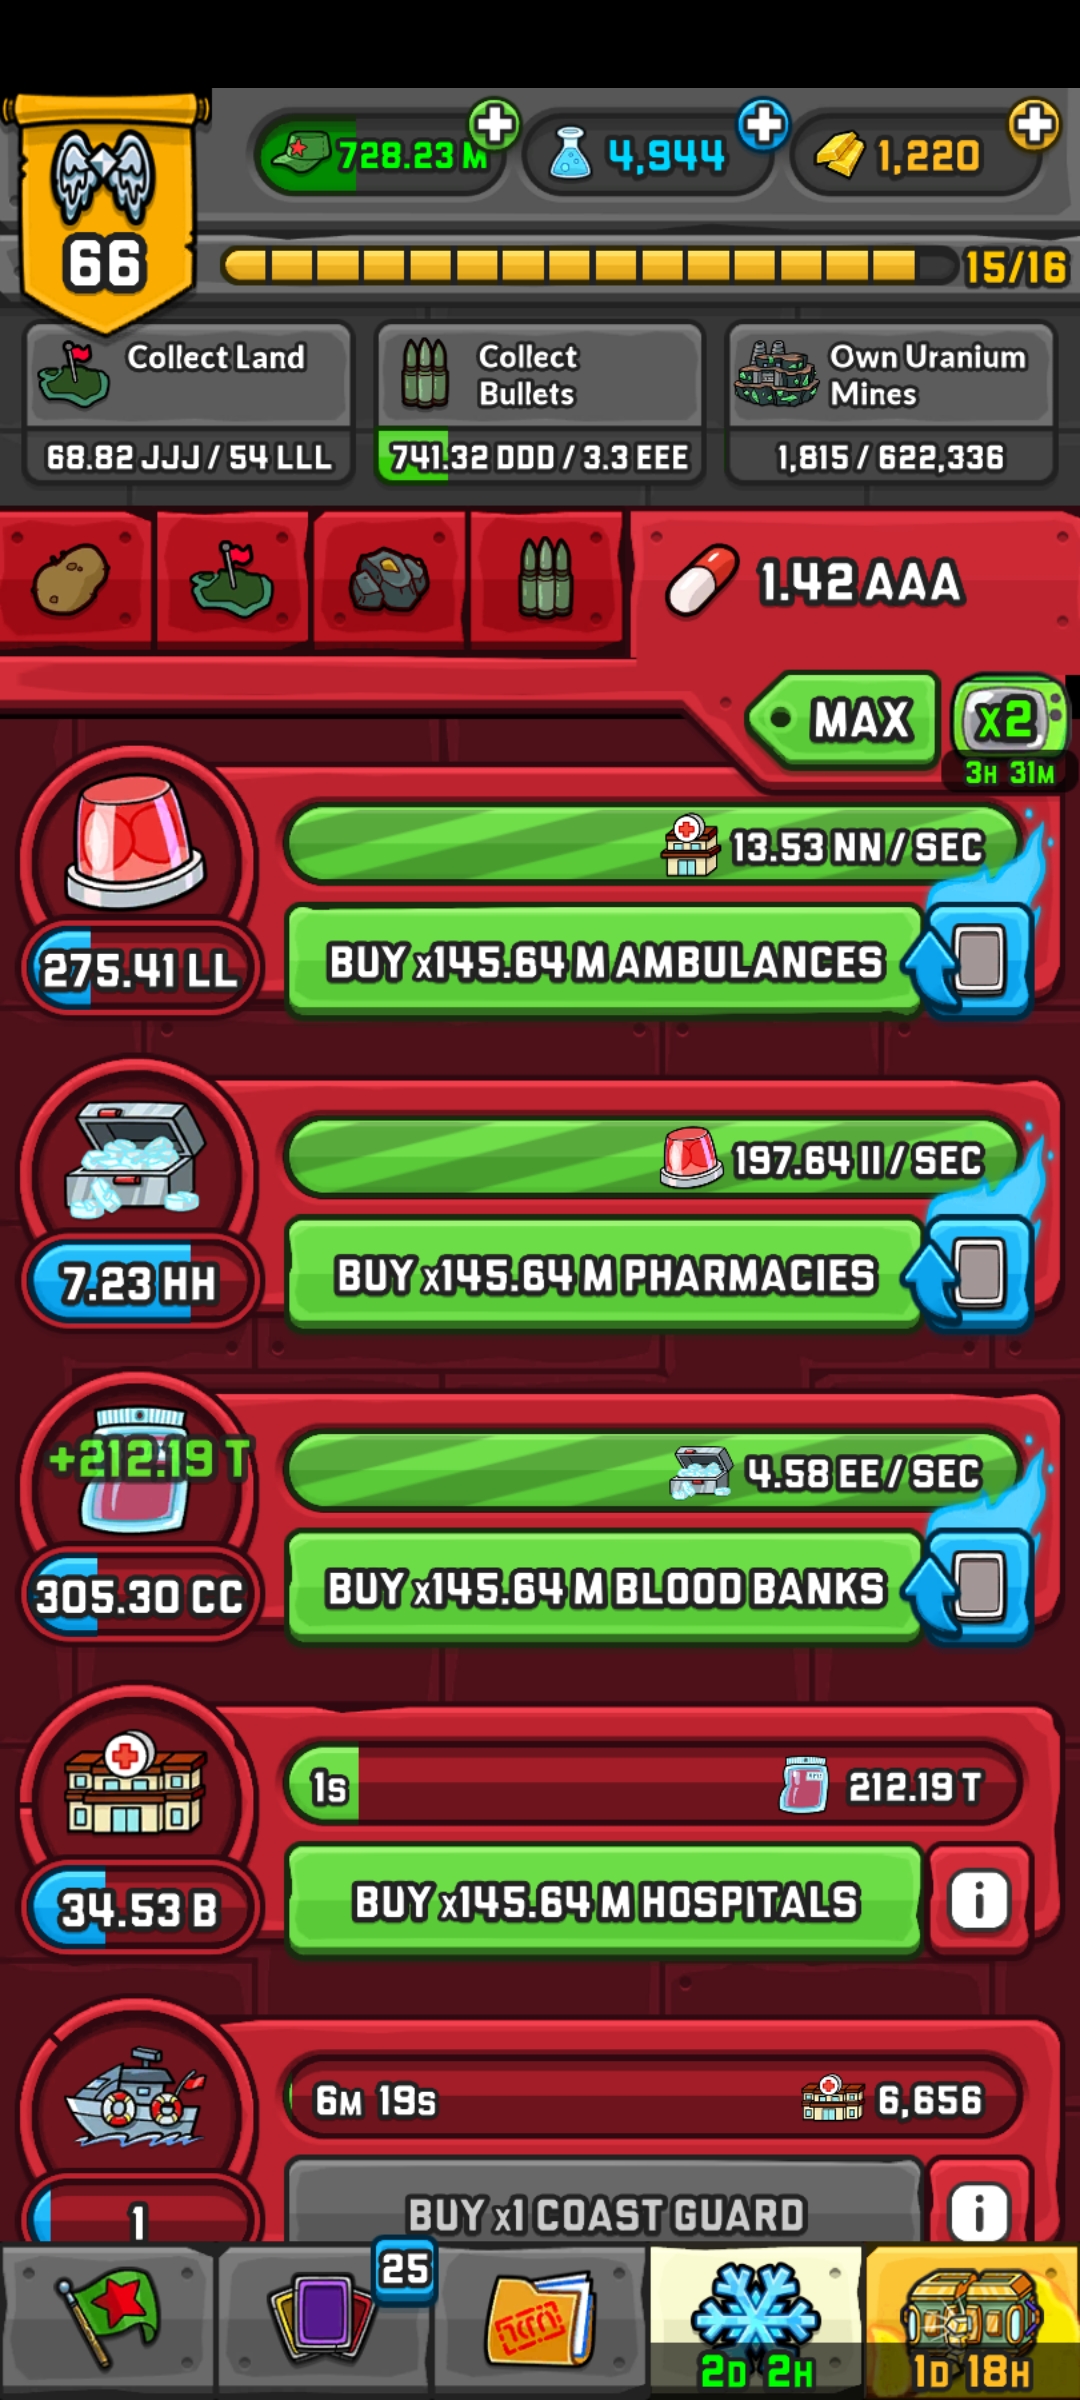 728.23 M
4,944
1,220
66
15/16
Collect Land
68.82 JJJ / 54 LLL
Collect
Bullets
741.32 DDD / 3.3 EEE
Own Uranium
Mines
1,815 / 622,336
1.42 AAA
MAX
x2
3H 31M
13.53 NN / SEC
275.41 LL
BUY x145.64 M AMBULANCES
197.64 II / SEC
7.23 HH
BUY x145.64 M PHARMACIES
+212.19 T
4.58 EE / SEC
305.30 CC
BUY x145.64 M BLOOD BANKS
1s
212.19 T
34.53 B
BUY x145.64 M HOSPITALS
i
6M 19s
6,656
1
BUY x1 COAST GUARD
i
25
2D 2H
1D 18H